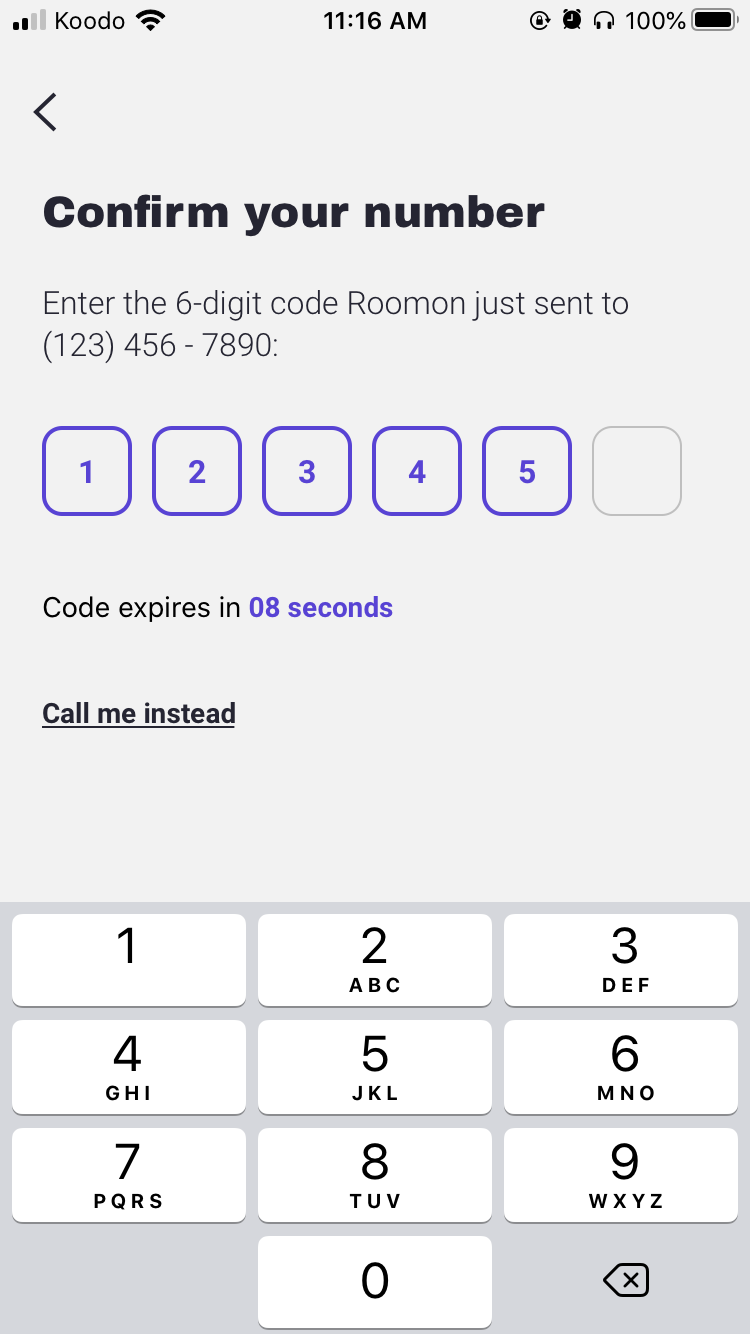 Koodo 11:16 AM 100%
Confirm your number
Enter the 6-digit code Roomon just sent to
(123) 456 - 7890:
1 2 3 4 5
Code expires in 08 seconds
Call me instead
1 2 3
ABC DEF
4 5 6
GHI JKL MNO
7 8 9
PQRS TUV WXYZ
0